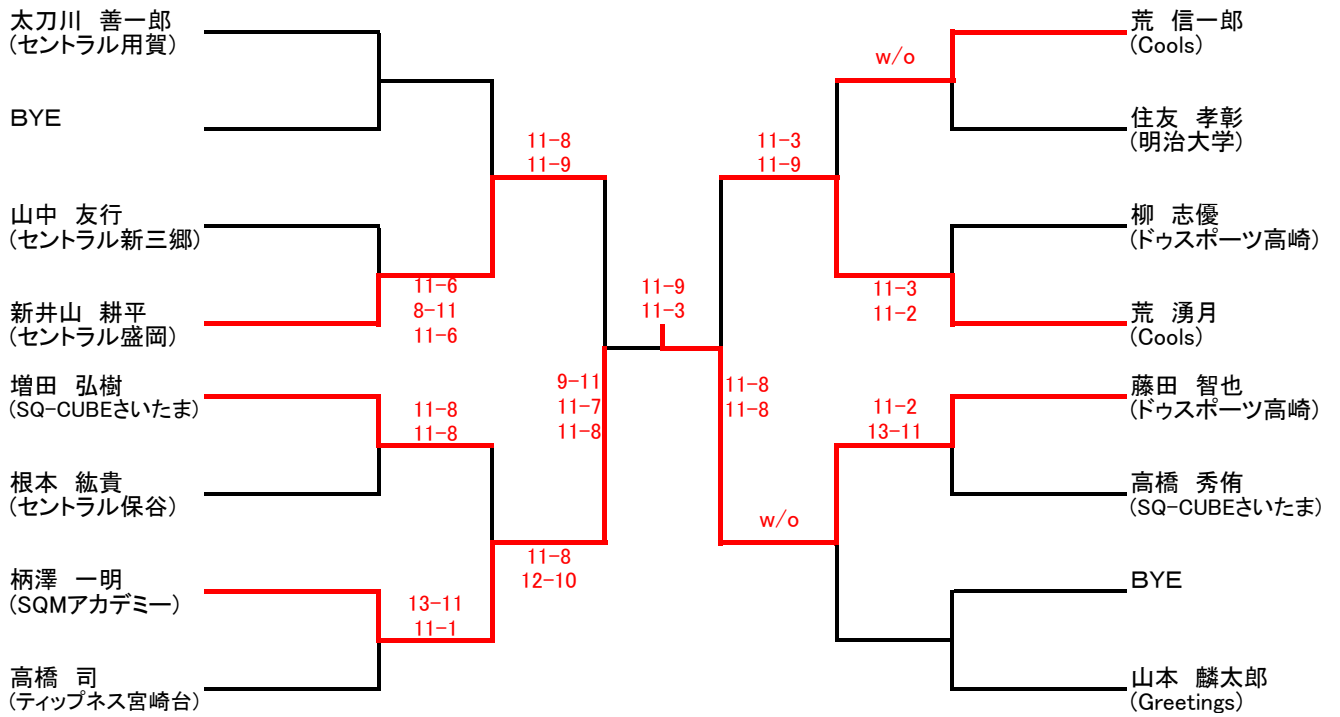 太刀川 善一郎
(セントラル用賀)
BYE
山中 友行
(セントラル新三郷)
新井山 耕平
(セントラル盛岡)
増田 弘樹
(SQ-CUBEさいたま)
根本 紘貴
(セントラル保谷)
柄澤 一明
(SQMアカデミー)
高橋 司
(ティップネス宮崎台)
11-6
8-11
11-6
11-8
11-8
13-11
11-1
11-8
11-9
11-8
12-10
9-11
11-7
11-8
11-9
11-3
11-8
11-8
11-3
11-9
w/o
w/o
11-3
11-2
11-2
13-11
荒 信一郎
(Cools)
住友 孝彰
(明治大学)
柳 志優
(ドゥスポーツ高崎)
荒 湧月
(Cools)
藤田 智也
(ドゥスポーツ高崎)
高橋 秀侑
(SQ-CUBEさいたま)
BYE
山本 麟太郎
(Greetings)